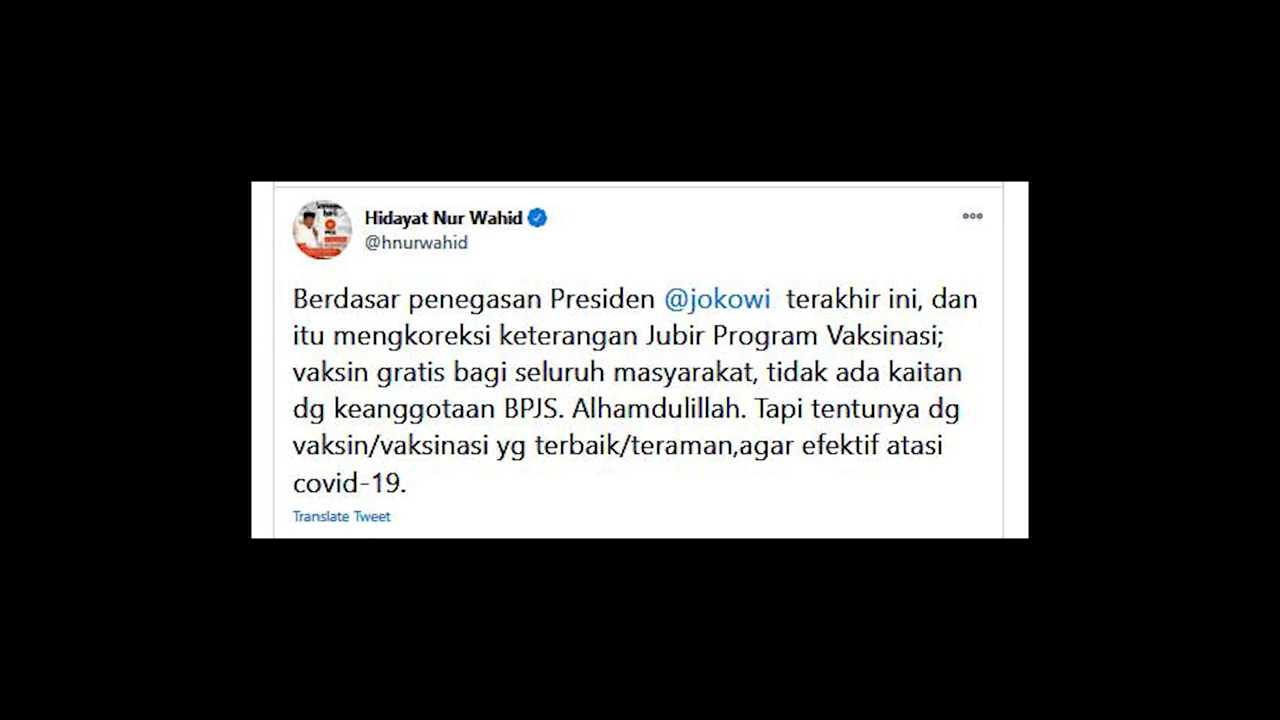 Hidayat Nur Wahid
@hnurwahid
Berdasar penegasan Presiden @jokowi terakhir ini, dan
itu mengkoreksi keterangan Jubir Program Vaksinasi;
vaksin gratis bagi seluruh masyarakat, tidak ada kaitan
dg keanggotaan BPJS. Alhamdulillah. Tapi tentunya dg
vaksin/vaksinasi yg terbaik/teraman,agar efektif atasi
covid-19.
Translate Tweet